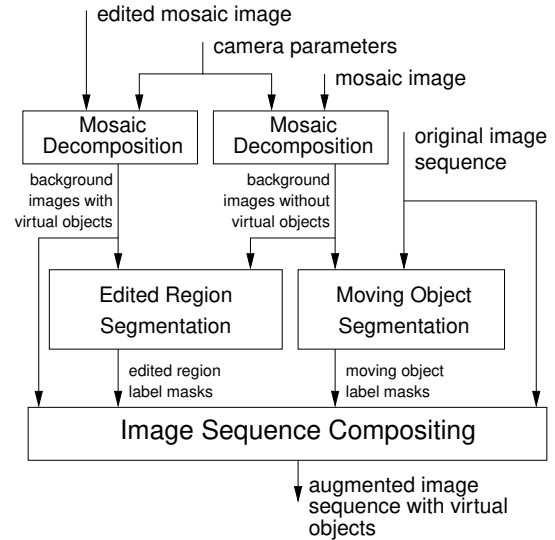 edited mosaic image
camera parameters
mosaic image
Mosaic
Decomposition
Mosaic
Decomposition
original image
sequence
background
images with
virtual objects
background
images without
virtual objects
Edited Region
Segmentation
Moving Object
Segmentation
edited region
label masks
moving object
label masks
Image Sequence Compositing
augmented image
sequence with virtual
objects